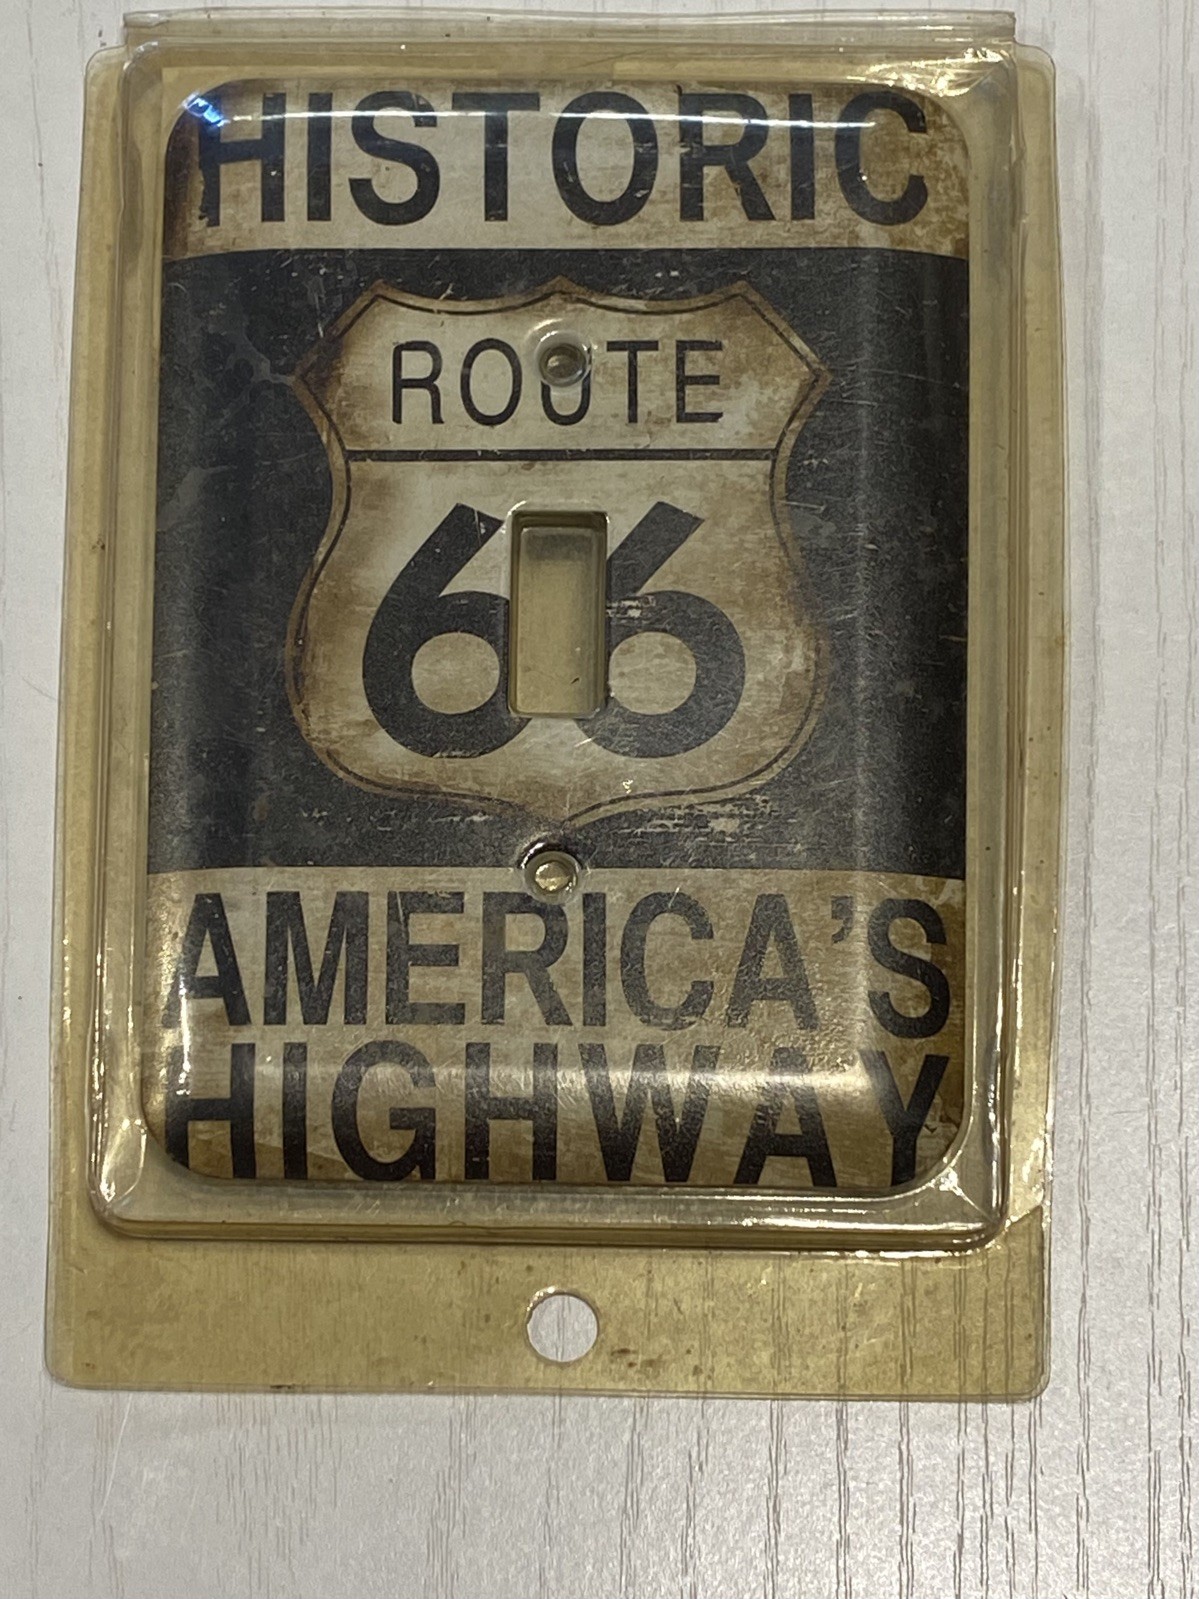 HISTORIC
ROUTE
66
AMERICA'S
HIGHWAY